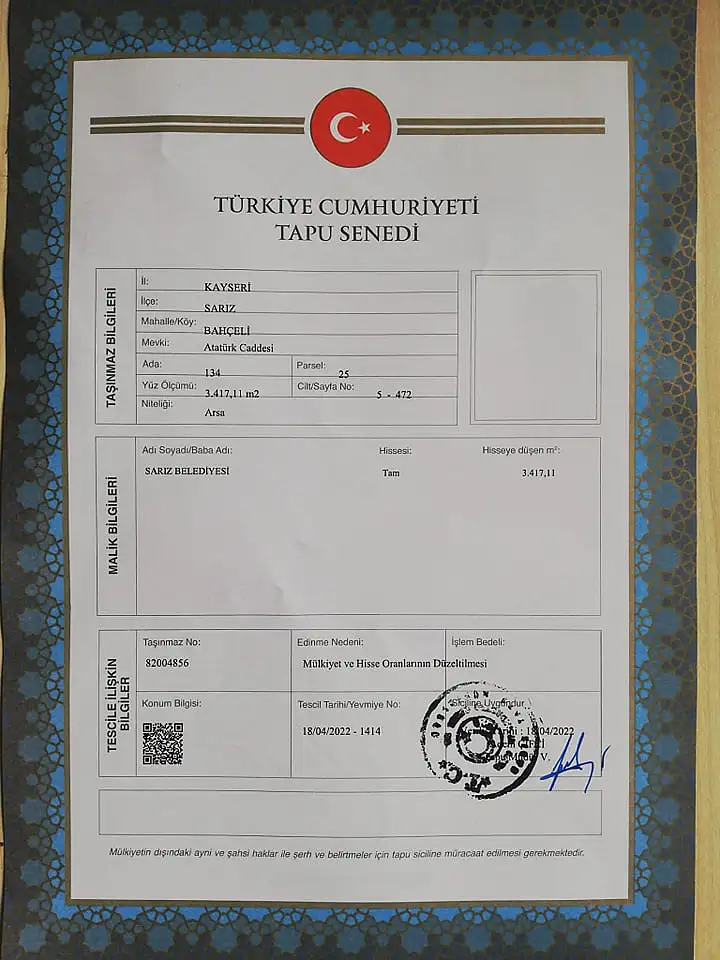 TÜRKİYE CUMHURİYETİ
TAPU SENEDİ
TAŞINMAZ BİLGİLERİ
İl: KAYSERİ
İlçe: SARIZ
Mahalle/Köy: BAHÇELİ
Mevki: Atatürk Caddesi
Ada: 134 Parsel: 25
Yüz Ölçümü: 3.417,11 m2 Cilt/Sayfa No: 5 - 472
Niteliği: Arsa
MALİK BİLGİLERİ
Adı Soyadı/Baba Adı: Hissesi: Hisseye düşen m²:
SARIZ BELEDİYESİ Tam 3.417,11
TESCİLE İLİŞKİN
BİLGİLER
Taşınmaz No: Edinme Nedeni: İşlem Bedeli:
82004856 Mülkiyet ve Hisse Oranlarının Düzeltilmesi
Konum Bilgisi: Tescil Tarihi/Yevmiye No: Siciline Uygundur.
18/04/2022 - 1414 : 18/04/2022
T.C.
Mülkiyetin dışındaki ayni ve şahsi haklar ile şerh ve belirtmeler için tapu siciline müracaat edilmesi gerekmektedir.